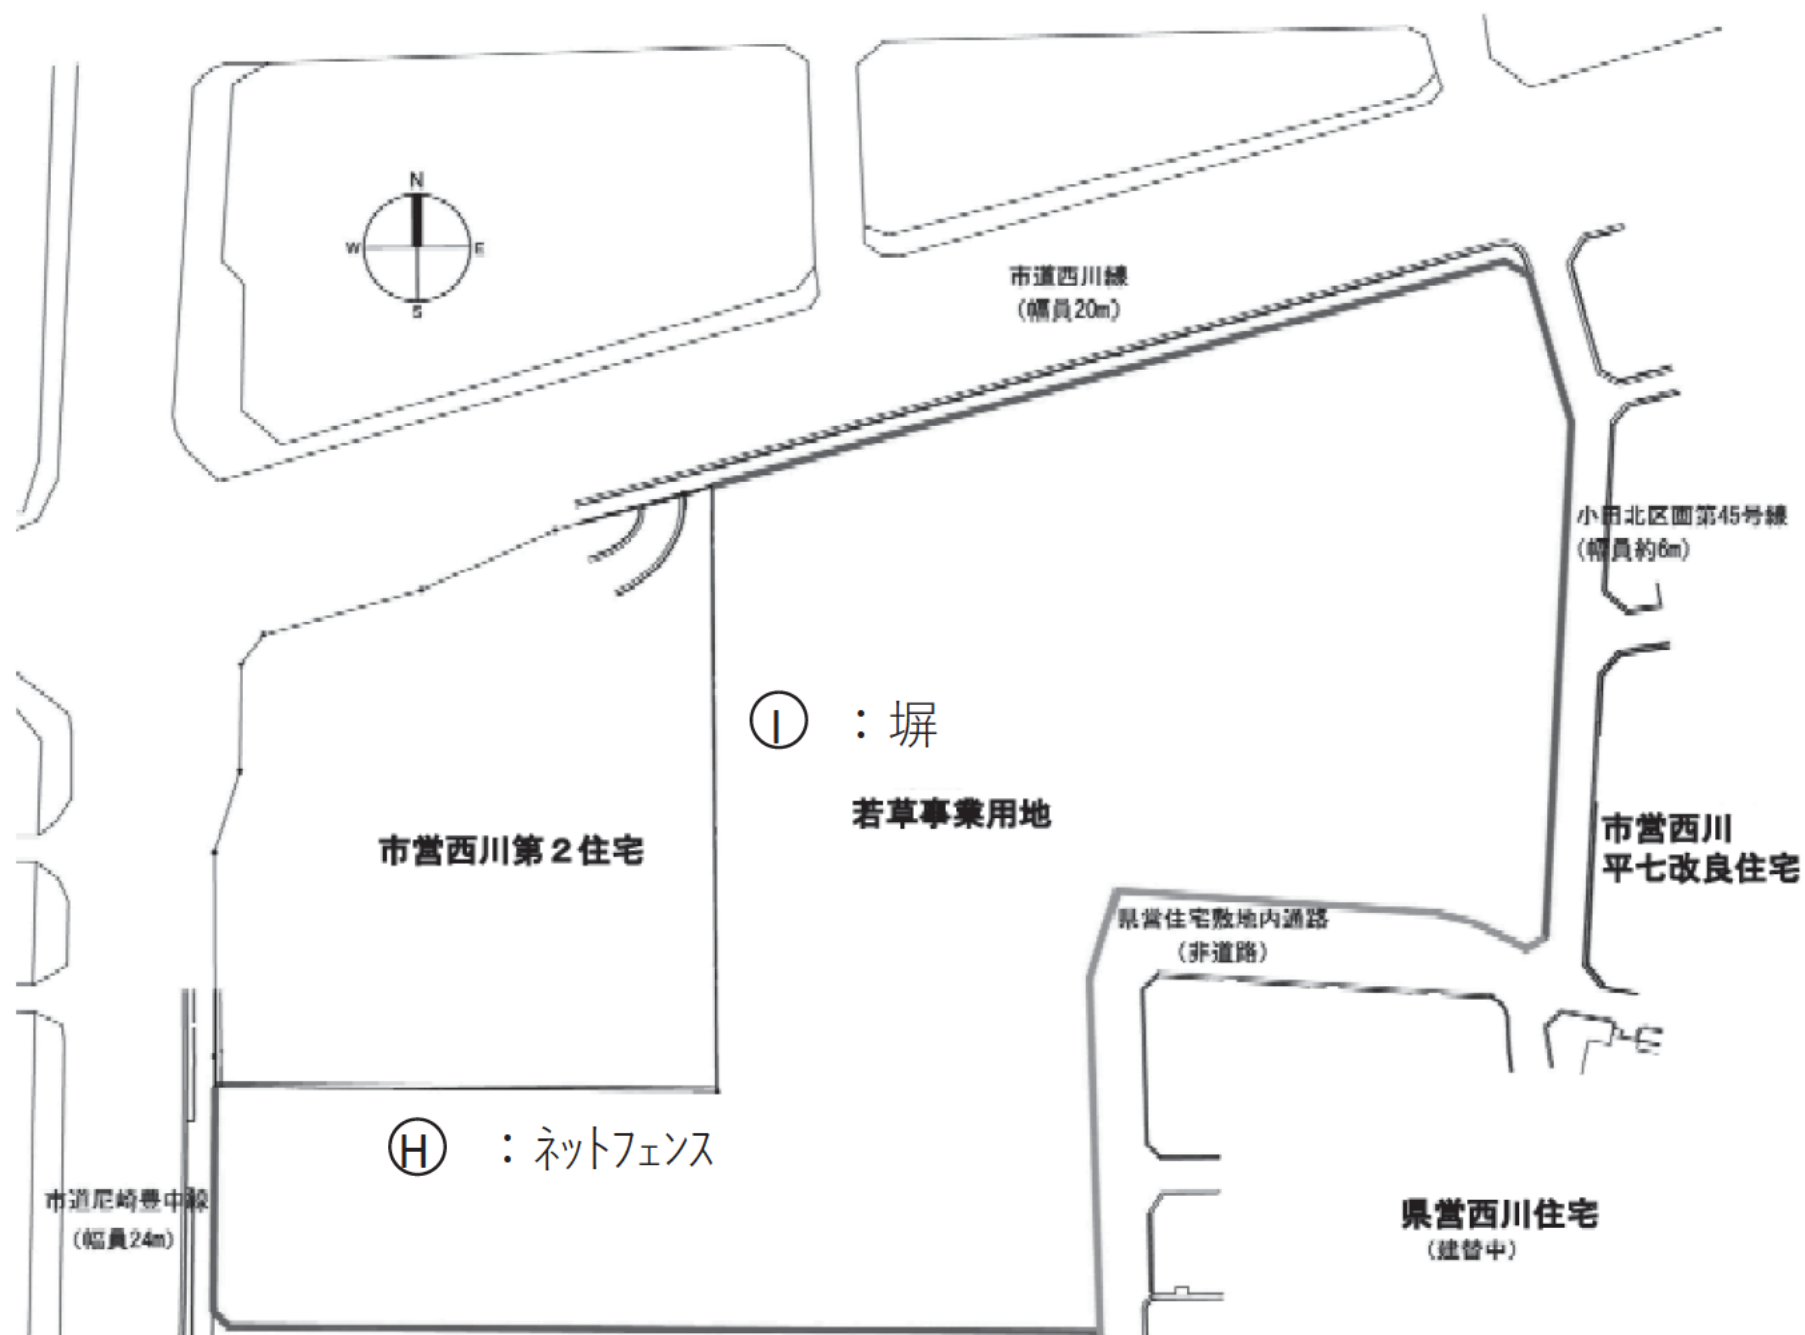 N
W E
S
市道西川線
(幅員20m)
小田北区画第45号線
(幅員約6m)
Ⓘ ：塀
若草事業用地
市営西川第２住宅
市営西川
平七改良住宅
県営住宅敷地内通路
(非道路)
Ⓗ ：ネットフェンス
市道尼崎豊中線
(幅員24m)
県営西川住宅
(建替中)